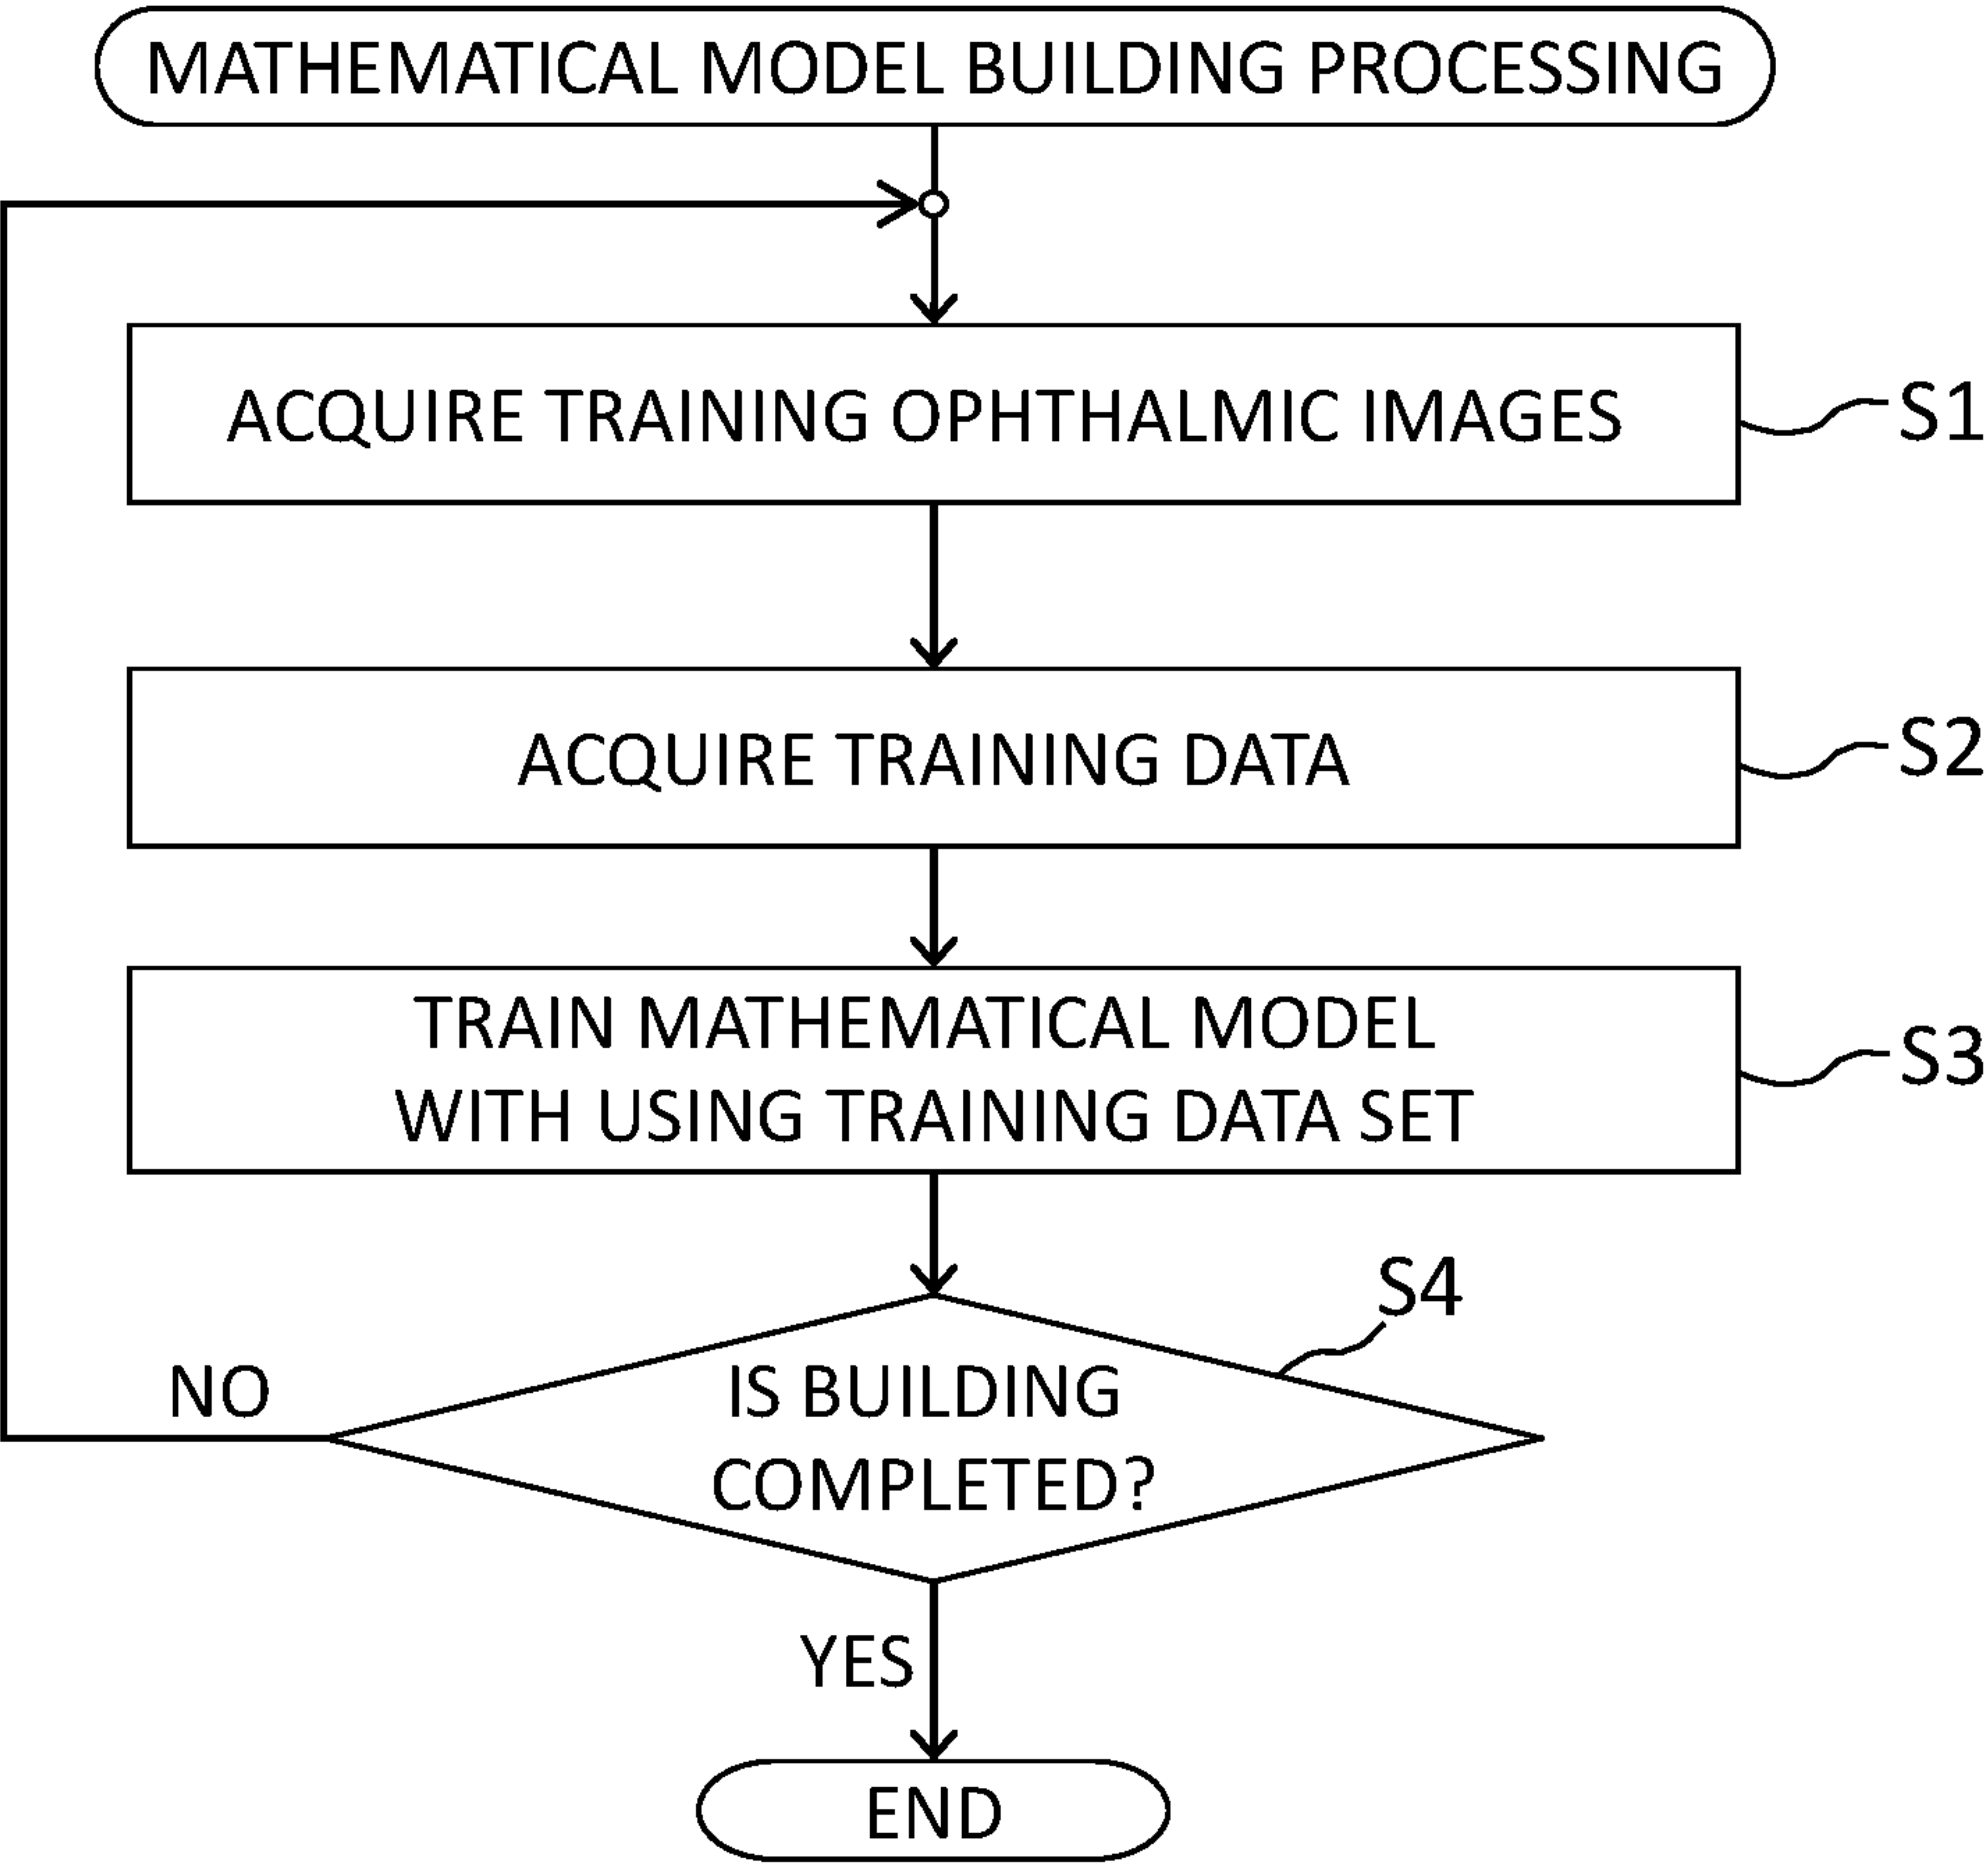 MATHEMATICAL MODEL BUILDING PROCESSING
ACQUIRE TRAINING OPHTHALMIC IMAGES
S1
ACQUIRE TRAINING DATA
S2
TRAIN MATHEMATICAL MODEL
WITH USING TRAINING DATA SET
S3
S4
NO
IS BUILDING
COMPLETED?
YES
END